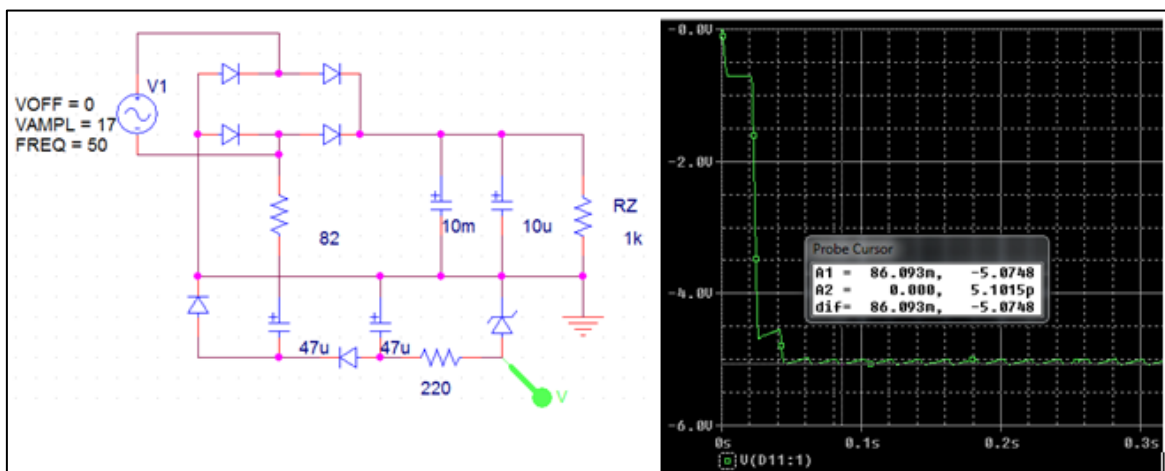 V1
VOFF = 0
VAMPL = 17
FREQ = 50
+
+
10m
10u
RZ
1k
82
+
+
47u
47u
220
V
-0.0V
-2.0V
-4.0V
-6.0V
Probe Cursor
A1 = 86.093m, -5.0748
A2 = 0.000, 5.1015p
dif= 86.093m, -5.0748
0s
0.1s
0.2s
0.3s
V(D11:1)